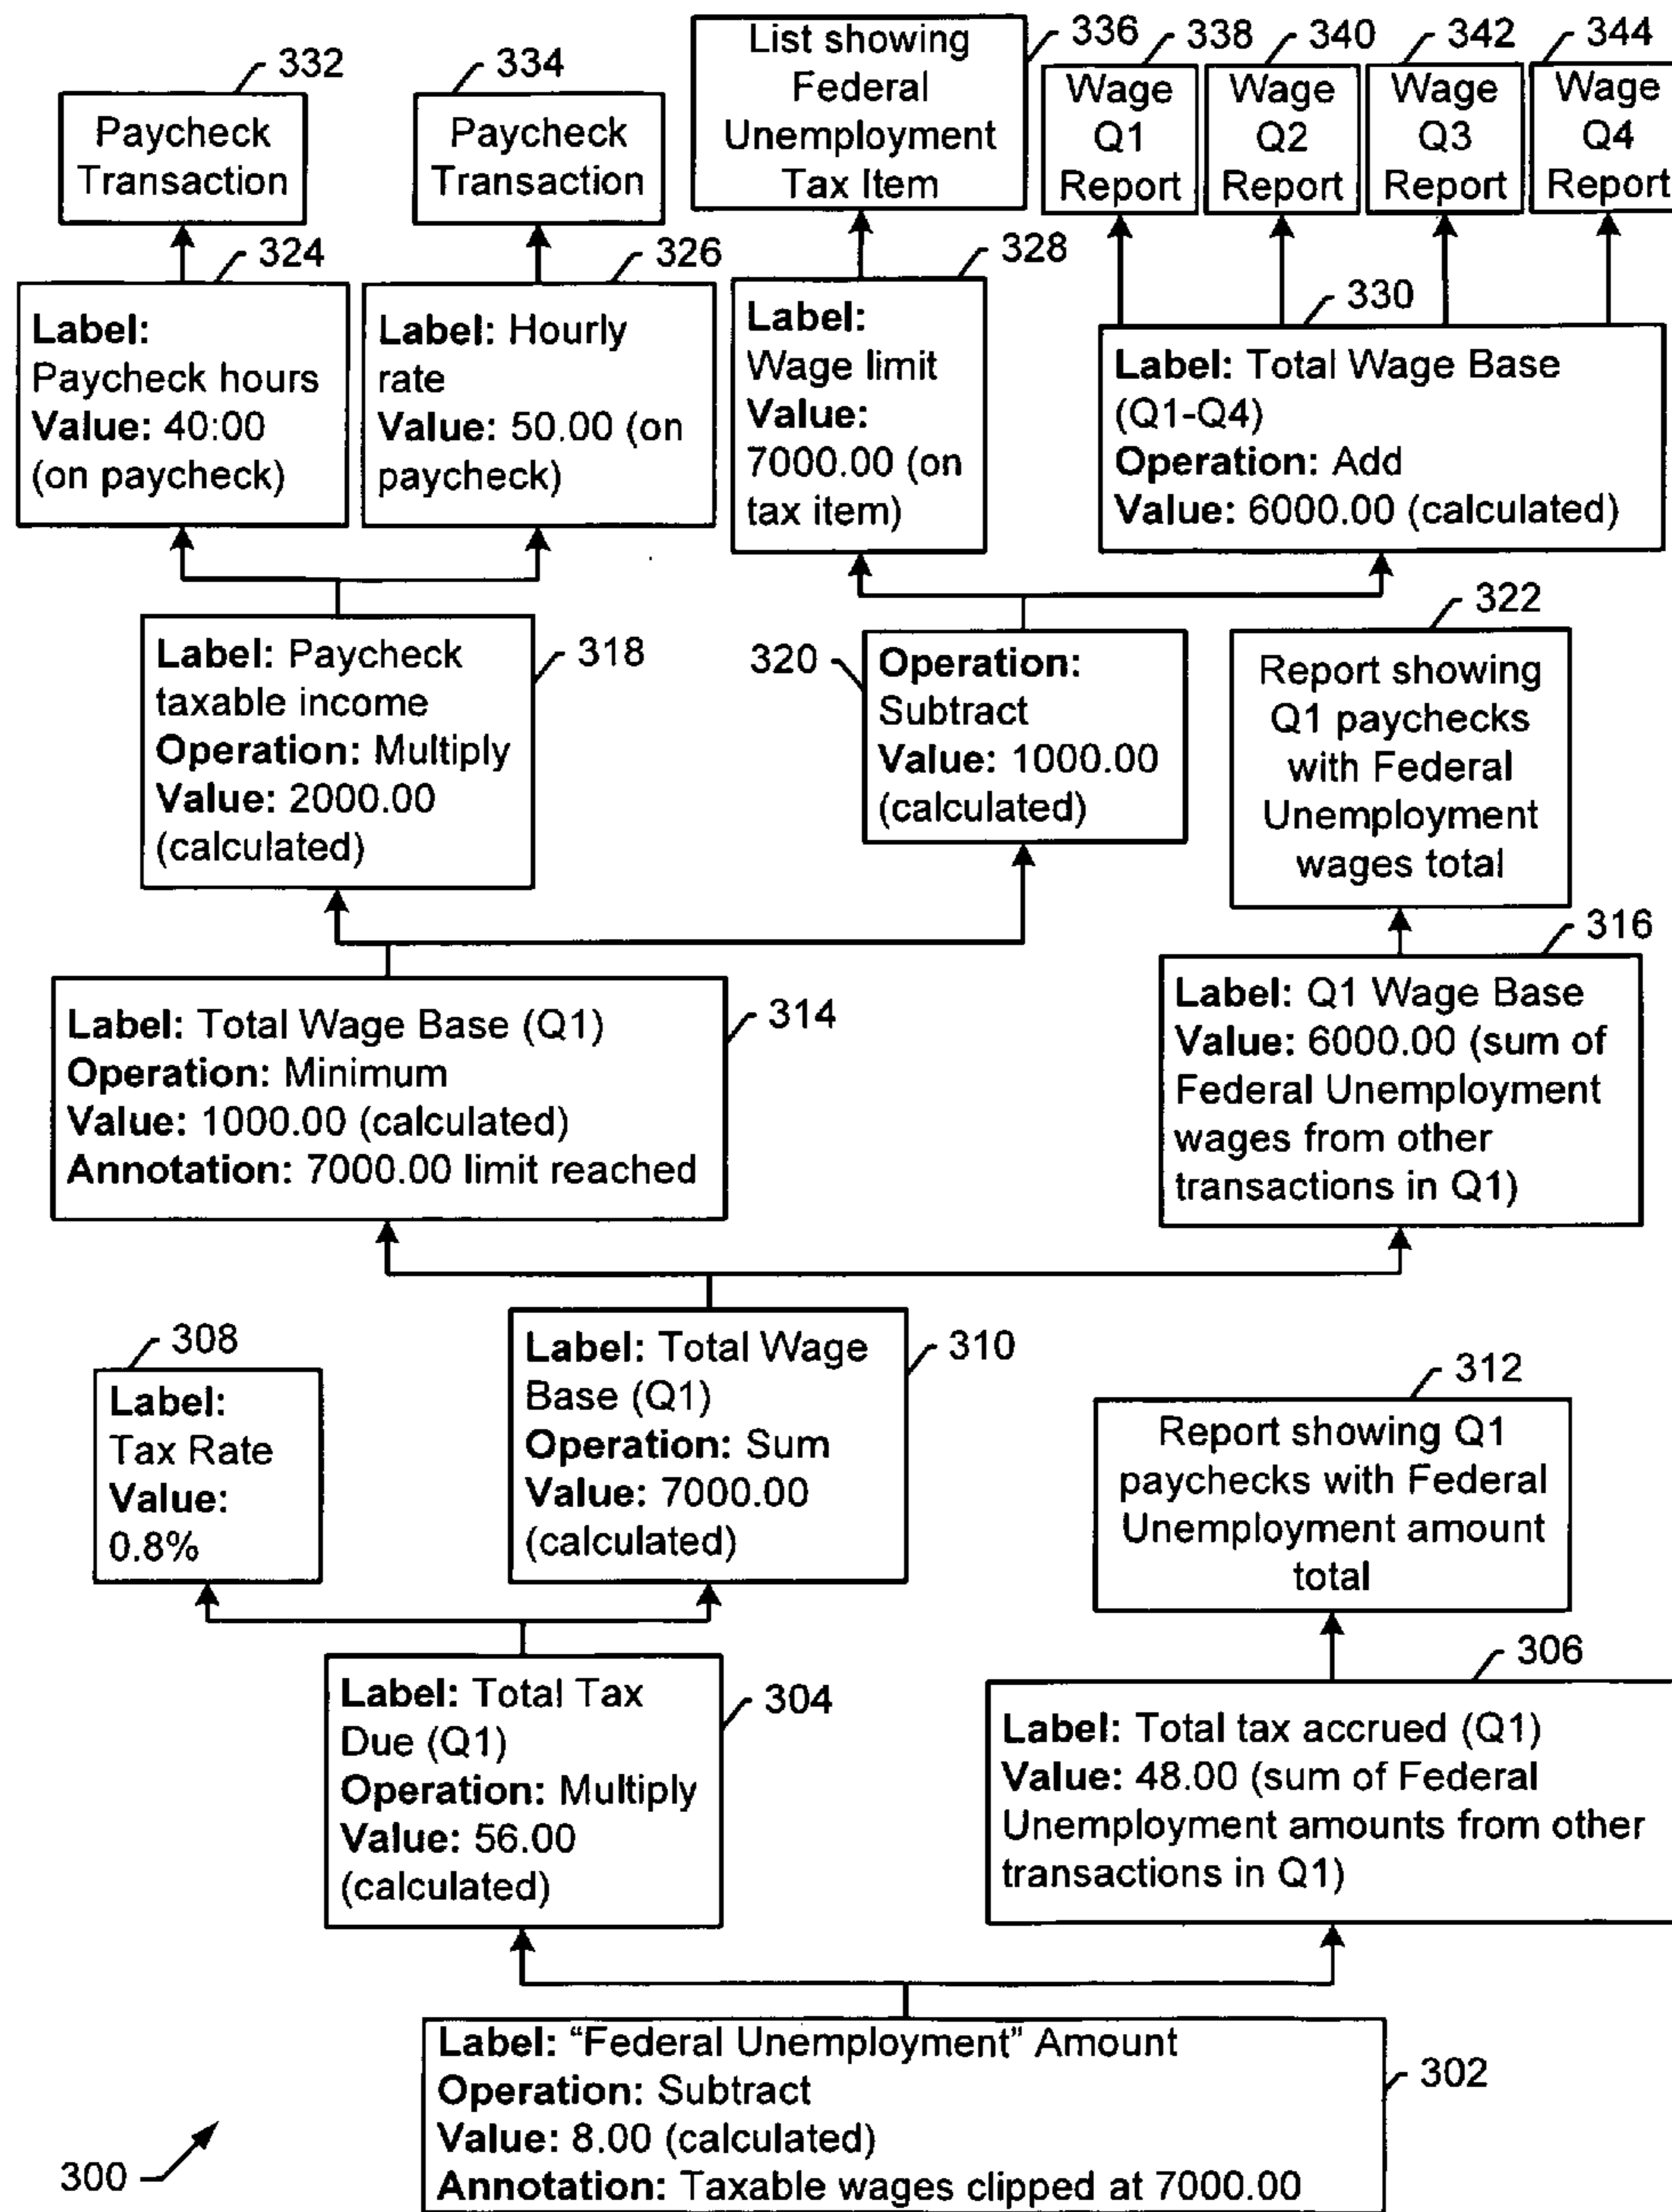 332
Paycheck
Transaction
334
Paycheck
Transaction
336
List showing
Federal
Unemployment
Tax Item
338
Wage
Q1
Report
340
Wage
Q2
Report
342
Wage
Q3
Report
344
Wage
Q4
Report
324
Label:
Paycheck hours
Value: 40:00
(on paycheck)
326
Label: Hourly
rate
Value: 50.00 (on
paycheck)
328
Label:
Wage limit
Value:
7000.00 (on
tax item)
330
Label: Total Wage Base
(Q1-Q4)
Operation: Add
Value: 6000.00 (calculated)
318
Label: Paycheck
taxable income
Operation: Multiply
Value: 2000.00
(calculated)
320
Operation:
Subtract
Value: 1000.00
(calculated)
322
Report showing
Q1 paychecks
with Federal
Unemployment
wages total
314
Label: Total Wage Base (Q1)
Operation: Minimum
Value: 1000.00 (calculated)
Annotation: 7000.00 limit reached
316
Label: Q1 Wage Base
Value: 6000.00 (sum of
Federal Unemployment
wages from other
transactions in Q1)
308
Label:
Tax Rate
Value:
0.8%
310
Label: Total Wage
Base (Q1)
Operation: Sum
Value: 7000.00
(calculated)
312
Report showing Q1
paychecks with Federal
Unemployment amount
total
304
Label: Total Tax
Due (Q1)
Operation: Multiply
Value: 56.00
(calculated)
306
Label: Total tax accrued (Q1)
Value: 48.00 (sum of Federal
Unemployment amounts from other
transactions in Q1)
302
Label: “Federal Unemployment” Amount
Operation: Subtract
Value: 8.00 (calculated)
Annotation: Taxable wages clipped at 7000.00
300